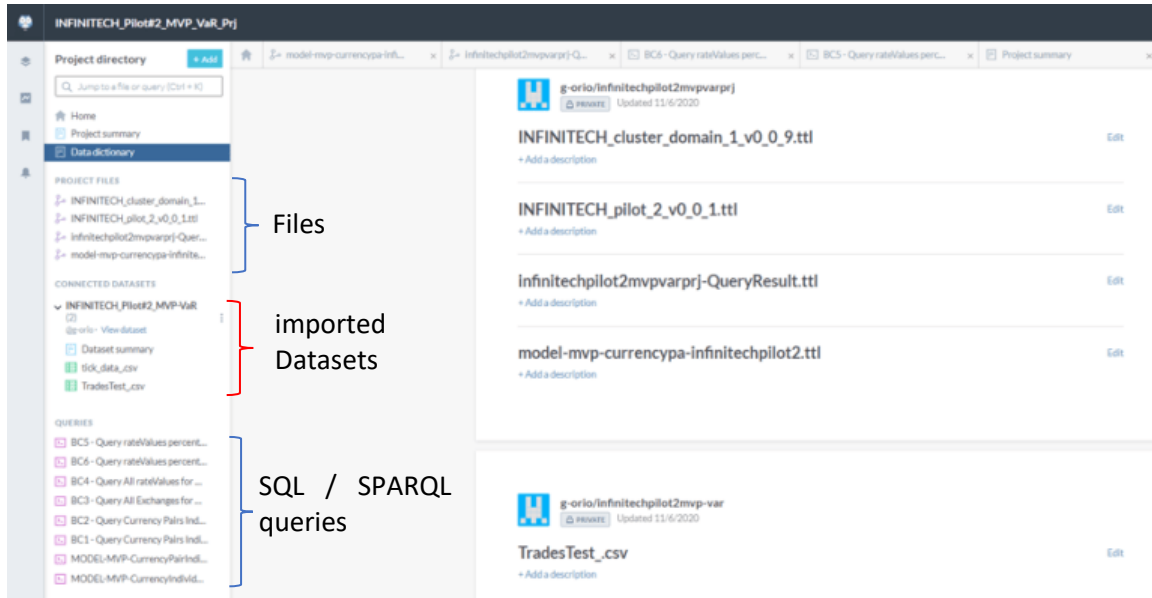 INFINITECH_Pilot#2_MVP_VaR_Prj
Project directory
+ Add
model-mvp-currencypa-infi...
Infinitechpilot2mvpvarprj-Q...
BC6 - Query rateValues perc...
BC5 - Query rateValues perc...
Project summary
Jump to a file or query (Ctrl + K)
Home
Project summary
Data dictionary
PROJECT FILES
INFINITECH_cluster_domain_1...
INFINITECH_pilot_2_v0_0_1.ttl
infinitechpilot2mvpvarprj-Quer...
model-mvp-currencypa-infinite...
Files
CONNECTED DATASETS
INFINITECH_Pilot#2_MVP-VaR
(2)
@g-orio - View dataset
Dataset summary
tick_data_.csv
TradesTest_.csv
imported
Datasets
QUERIES
BC5 - Query rateValues percent...
BC6 - Query rateValues percent...
BC4 - Query All rateValues for ...
BC3 - Query All Exchanges for ...
BC2 - Query Currency Pairs Ind...
BC1 - Query Currency Pairs Indi...
MODEL-MVP-CurrencyPairIndi...
MODEL-MVP-CurrencyIndivid...
SQL / SPARQL
queries
g-orio/infinitechpilot2mvpvarprj
PRIVATE Updated 11/6/2020
INFINITECH_cluster_domain_1_v0_0_9.ttl
Edit
+ Add a description
INFINITECH_pilot_2_v0_0_1.ttl
Edit
+ Add a description
infinitechpilot2mvpvarprj-QueryResult.ttl
Edit
+ Add a description
model-mvp-currencypa-infinitechpilot2.ttl
Edit
+ Add a description
g-orio/infinitechpilot2mvp-var
PRIVATE Updated 11/6/2020
TradesTest_.csv
Edit
+ Add a description